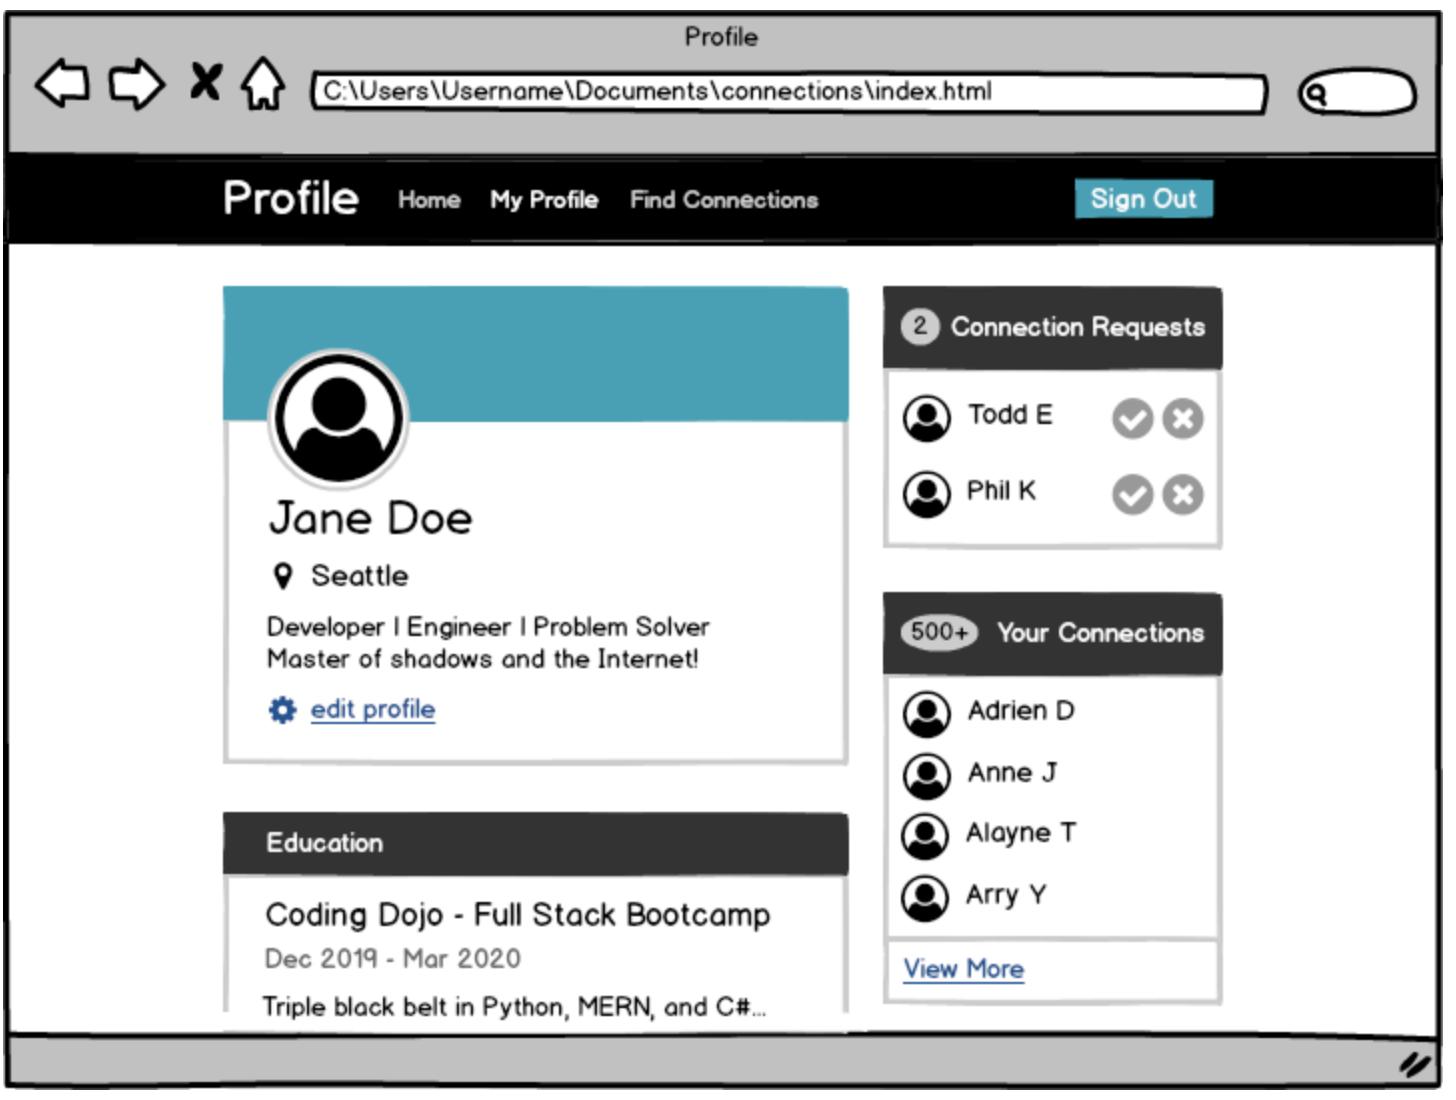 Profile
C:\Users\Username\Documents\connections\index.html
Profile Home My Profile Find Connections Sign Out
Jane Doe
Seattle
Developer | Engineer | Problem Solver
Master of shadows and the Internet!
edit profile
Education
Coding Dojo - Full Stack Bootcamp
Dec 2019 - Mar 2020
Triple black belt in Python, MERN, and C#...
2 Connection Requests
Todd E
Phil K
500+ Your Connections
Adrien D
Anne J
Alayne T
Arry Y
View More